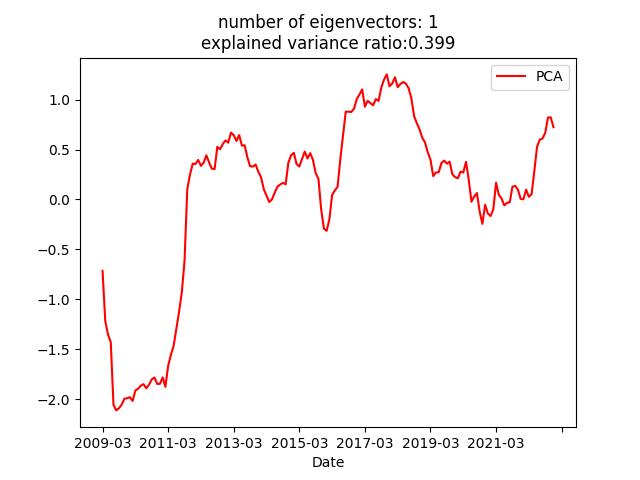 number of eigenvectors: 1
explained variance ratio:0.399
PCA
1.0
0.5
0.0
−0.5
−1.0
−1.5
−2.0
2009-03 2011-03 2013-03 2015-03 2017-03 2019-03 2021-03
Date